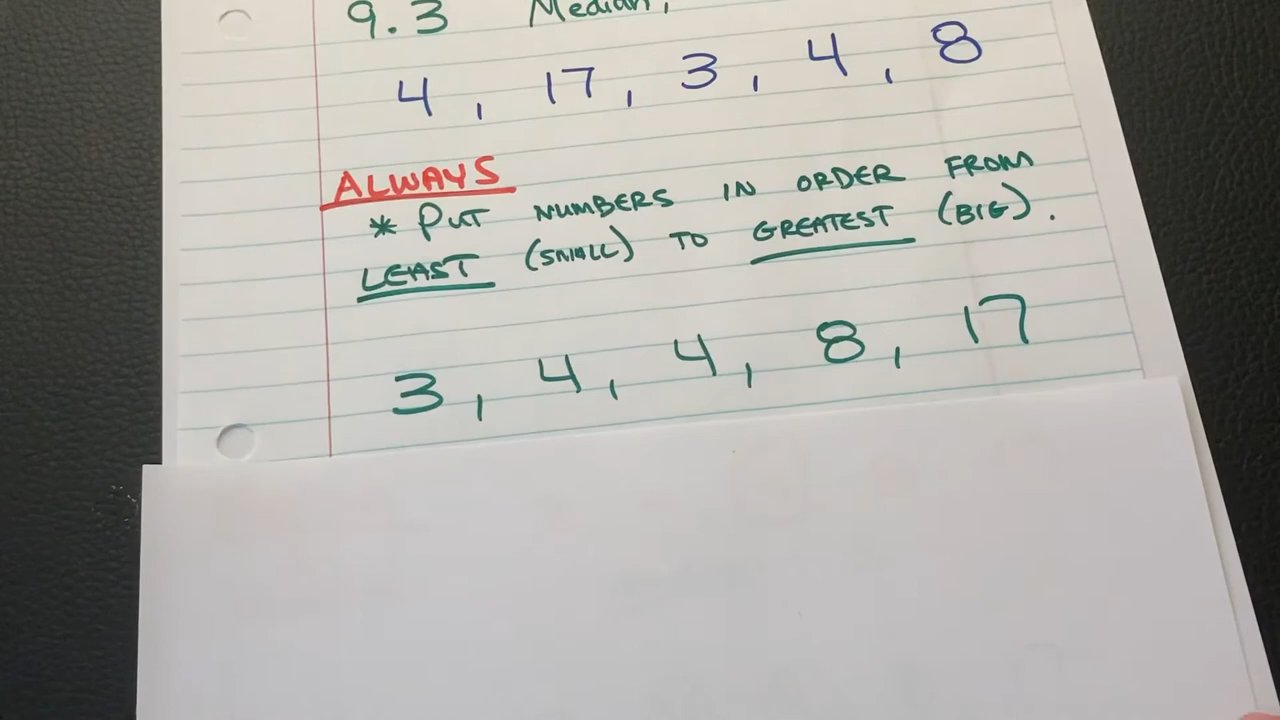 9.3 Median,
4, 17, 3, 4, 8
ALWAYS
* PUT NUMBERS IN ORDER FROM
LEAST (SMALL) TO GREATEST (BIG).
3, 4, 4, 8, 17